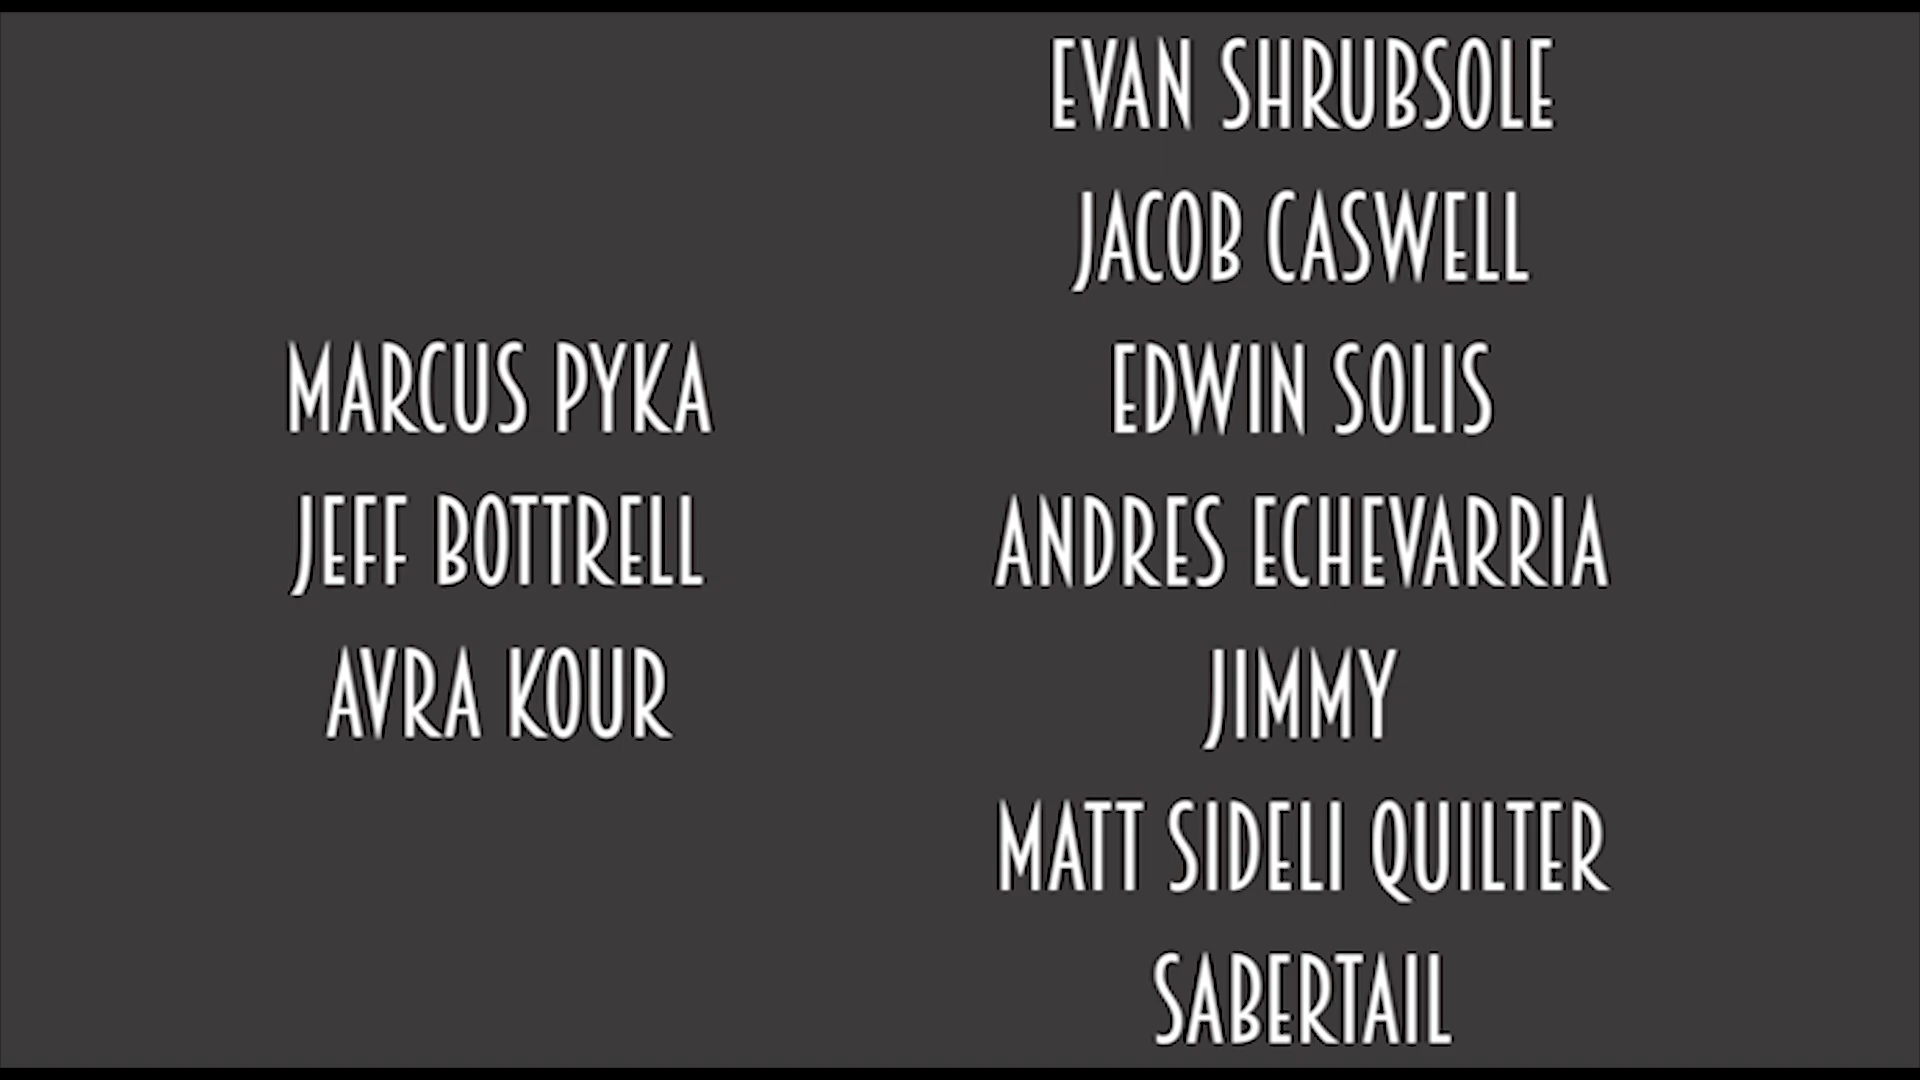 MARCUS PYKA
JEFF BOTTRELL
AVRA KOUR
EVAN SHRUBSOLE
JACOB CASWELL
EDWIN SOLIS
ANDRES ECHEVARRIA
JIMMY
MATT SIDELI QUILTER
SABERTAIL